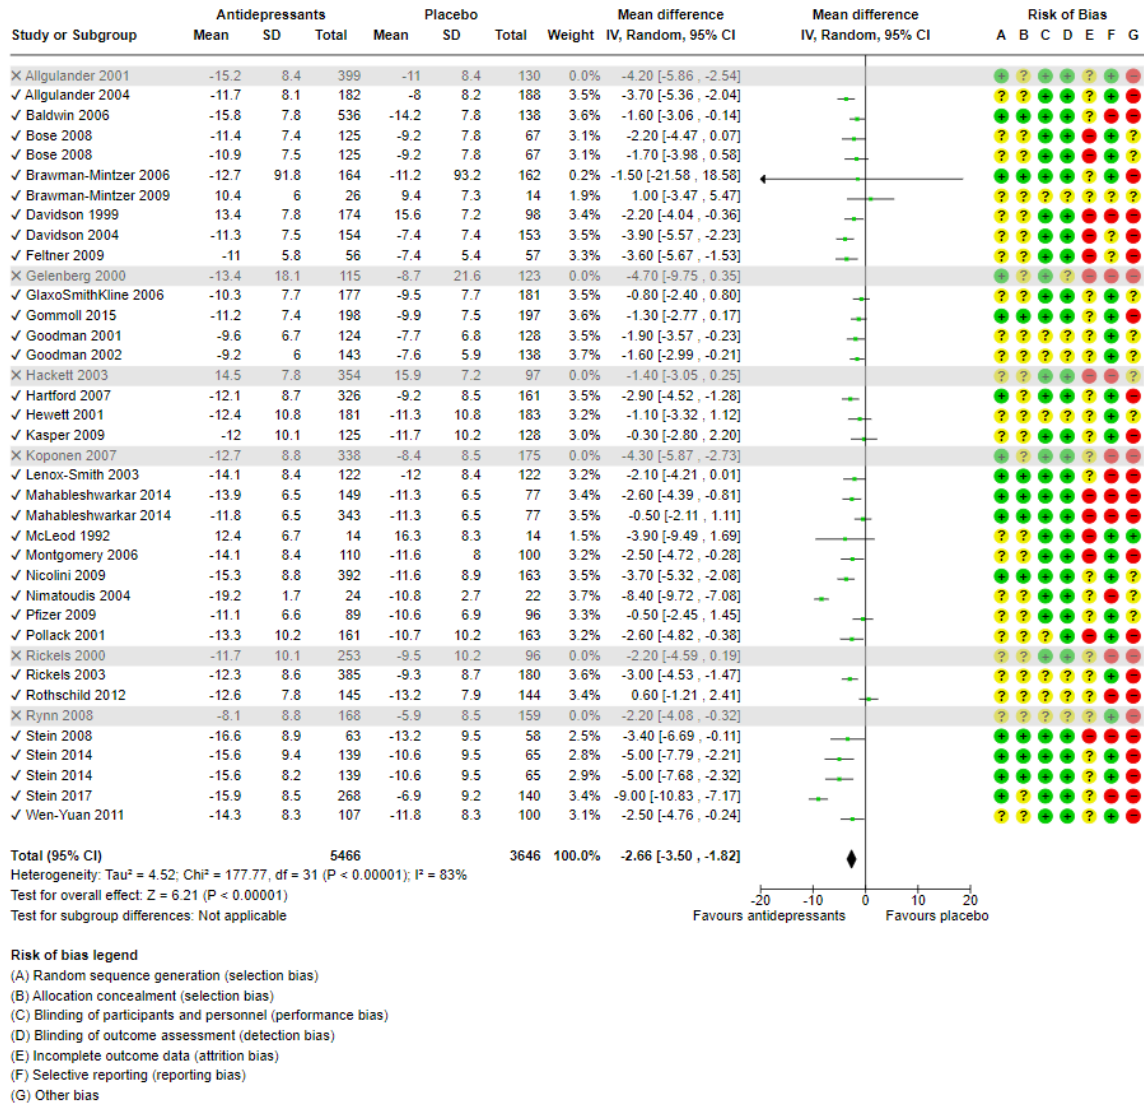 Antidepressants Placebo Mean difference Mean difference Risk of Bias
Study or Subgroup Mean SD Total Mean SD Total Weight IV, Random, 95% CI IV, Random, 95% CI A B C D E F G
✕ Allgulander 2001 -15.2 8.4 399 -11 8.4 130 0.0% -4.20 [-5.86 , -2.54] + ? + + ? + −
✓ Allgulander 2004 -11.7 8.1 182 -8 8.2 188 3.5% -3.70 [-5.36 , -2.04] ? ? + + ? + −
✓ Baldwin 2006 -15.8 7.8 536 -14.2 7.8 138 3.6% -1.60 [-3.06 , -0.14] + + + + ? − −
✓ Bose 2008 -11.4 7.4 125 -9.2 7.8 67 3.1% -2.20 [-4.47 , 0.07] ? ? + + − + ?
✓ Bose 2008 -10.9 7.5 125 -9.2 7.8 67 3.1% -1.70 [-3.98 , 0.58] ? ? + + − + ?
✓ Brawman-Mintzer 2006 -12.7 91.8 164 -11.2 93.2 162 0.2% -1.50 [-21.58 , 18.58] + + + + ? + −
✓ Brawman-Mintzer 2009 10.4 6 26 9.4 7.3 14 1.9% 1.00 [-3.47 , 5.47] ? ? ? ? ? ? ?
✓ Davidson 1999 13.4 7.8 174 15.6 7.2 98 3.4% -2.20 [-4.04 , -0.36] ? ? + + − − −
✓ Davidson 2004 -11.3 7.5 154 -7.4 7.4 153 3.5% -3.90 [-5.57 , -2.23] ? ? + + − ? −
✓ Feltner 2009 -11 5.8 56 -7.4 5.4 57 3.3% -3.60 [-5.67 , -1.53] ? ? + + − ? −
✕ Gelenberg 2000 -13.4 18.1 115 -8.7 21.6 123 0.0% -4.70 [-9.75 , 0.35] + ? + ? − − −
✓ GlaxoSmithKline 2006 -10.3 7.7 177 -9.5 7.7 181 3.5% -0.80 [-2.40 , 0.80] ? ? + + ? + ?
✓ Gommoll 2015 -11.2 7.4 198 -9.9 7.5 197 3.6% -1.30 [-2.77 , 0.17] + + + + ? + −
✓ Goodman 2001 -9.6 6.7 124 -7.7 6.8 128 3.5% -1.90 [-3.57 , -0.23] ? ? ? ? ? + ?
✓ Goodman 2002 -9.2 6 143 -7.6 5.9 138 3.7% -1.60 [-2.99 , -0.21] ? ? ? ? ? + ?
✕ Hackett 2003 14.5 7.8 354 15.9 7.2 97 0.0% -1.40 [-3.05 , 0.25] ? ? + + − − ?
✓ Hartford 2007 -12.1 8.7 326 -9.2 8.5 161 3.5% -2.90 [-4.52 , -1.28] + ? + + ? + −
✓ Hewett 2001 -12.4 10.8 181 -11.3 10.8 183 3.2% -1.10 [-3.32 , 1.12] ? ? ? ? ? + ?
✓ Kasper 2009 -12 10.1 125 -11.7 10.2 128 3.0% -0.30 [-2.80 , 2.20] ? ? + + ? + −
✕ Koponen 2007 -12.7 8.8 338 -8.4 8.5 175 0.0% -4.30 [-5.87 , -2.73] + + + + ? − −
✓ Lenox-Smith 2003 -14.1 8.4 122 -12 8.4 122 3.2% -2.10 [-4.21 , 0.01] + + + + ? − −
✓ Mahableshwarkar 2014 -13.9 6.5 149 -11.3 6.5 77 3.4% -2.60 [-4.39 , -0.81] + + + + − − −
✓ Mahableshwarkar 2014 -11.8 6.5 343 -11.3 6.5 77 3.5% -0.50 [-2.11 , 1.11] + + + + − − −
✓ McLeod 1992 12.4 6.7 14 16.3 8.3 14 1.5% -3.90 [-9.49 , 1.69] ? ? + + − + +
✓ Montgomery 2006 -14.1 8.4 110 -11.6 8 100 3.1% -2.50 [-4.72 , -0.28] ? ? + + − + −
✓ Nicolini 2009 -15.3 8.8 392 -11.6 8.9 163 3.5% -3.70 [-5.32 , -2.08] + + + + ? + ?
✓ Nimatoudis 2004 -19.2 1.7 24 -10.8 2.7 22 3.7% -8.40 [-9.72 , -7.08] ? ? + + ? − ?
✓ Pfizer 2009 -11.1 6.6 89 -10.6 6.9 96 3.3% -0.50 [-2.45 , 1.45] ? ? + + ? + ?
✓ Pollack 2001 -13.3 10.2 161 -10.7 10.2 163 3.2% -2.60 [-4.82 , -0.38] ? ? ? + − + −
✕ Rickels 2000 -11.7 10.1 253 -9.5 10.2 96 0.0% -2.20 [-4.59 , 0.19] ? ? + + ? − −
✓ Rickels 2003 -12.3 8.6 385 -9.3 8.7 180 3.6% -3.00 [-4.53 , -1.47] ? ? ? ? ? + −
✓ Rothschild 2012 -12.6 7.8 145 -13.2 7.9 144 3.4% 0.60 [-1.21 , 2.41] ? ? ? ? ? − −
✕ Rynn 2008 -8.1 8.8 168 -5.9 8.5 159 0.0% -2.20 [-4.08 , -0.32] ? ? ? ? ? + −
✓ Stein 2008 -16.6 8.9 63 -13.2 9.5 58 2.5% -3.40 [-6.69 , -0.11] + + + + − − −
✓ Stein 2014 -15.6 9.4 139 -10.6 9.5 65 2.8% -5.00 [-7.79 , -2.21] + + + + ? + −
✓ Stein 2014 -15.6 8.2 139 -10.6 9.5 65 2.9% -5.00 [-7.68 , -2.32] + + + + ? + −
✓ Stein 2017 -15.9 8.5 268 -6.9 9.2 140 3.4% -9.00 [-10.83 , -7.17] + ? + + ? − −
✓ Wen-Yuan 2011 -14.3 8.3 107 -11.8 8.3 100 3.1% -2.50 [-4.76 , -0.24] ? ? + + ? + −
Total (95% CI) 5466 3646 100.0% -2.66 [-3.50 , -1.82]
Heterogeneity: Tau² = 4.52; Chi² = 177.77, df = 31 (P < 0.00001); I² = 83%
Test for overall effect: Z = 6.21 (P < 0.00001)
Test for subgroup differences: Not applicable
-20 -10 0 10 20
Favours antidepressants Favours placebo
Risk of bias legend
(A) Random sequence generation (selection bias)
(B) Allocation concealment (selection bias)
(C) Blinding of participants and personnel (performance bias)
(D) Blinding of outcome assessment (detection bias)
(E) Incomplete outcome data (attrition bias)
(F) Selective reporting (reporting bias)
(G) Other bias